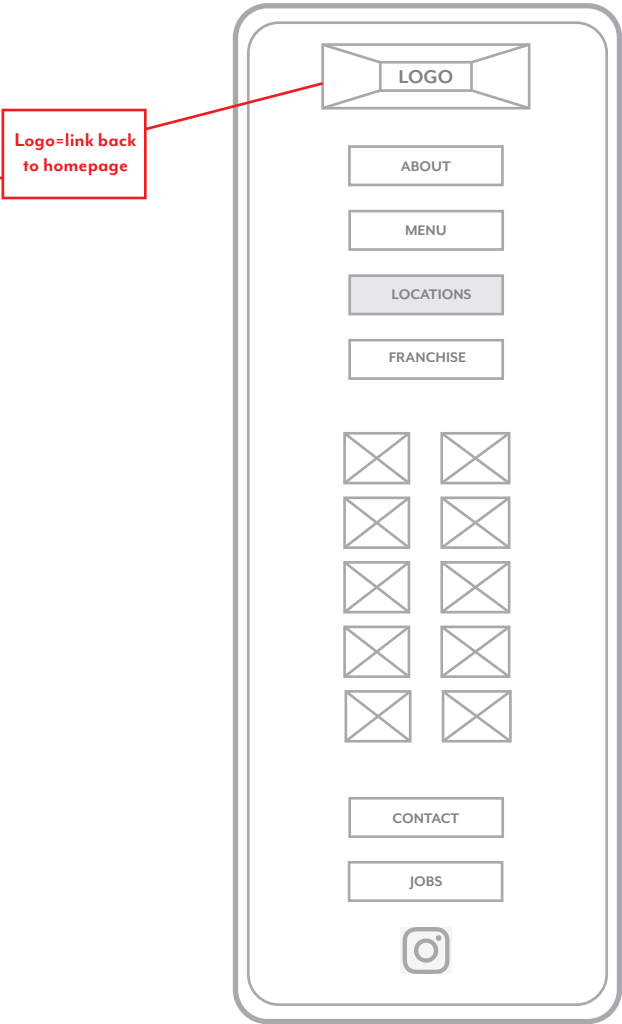 LOGO
Logo=link back
to homepage
ABOUT
MENU
LOCATIONS
FRANCHISE
CONTACT
JOBS